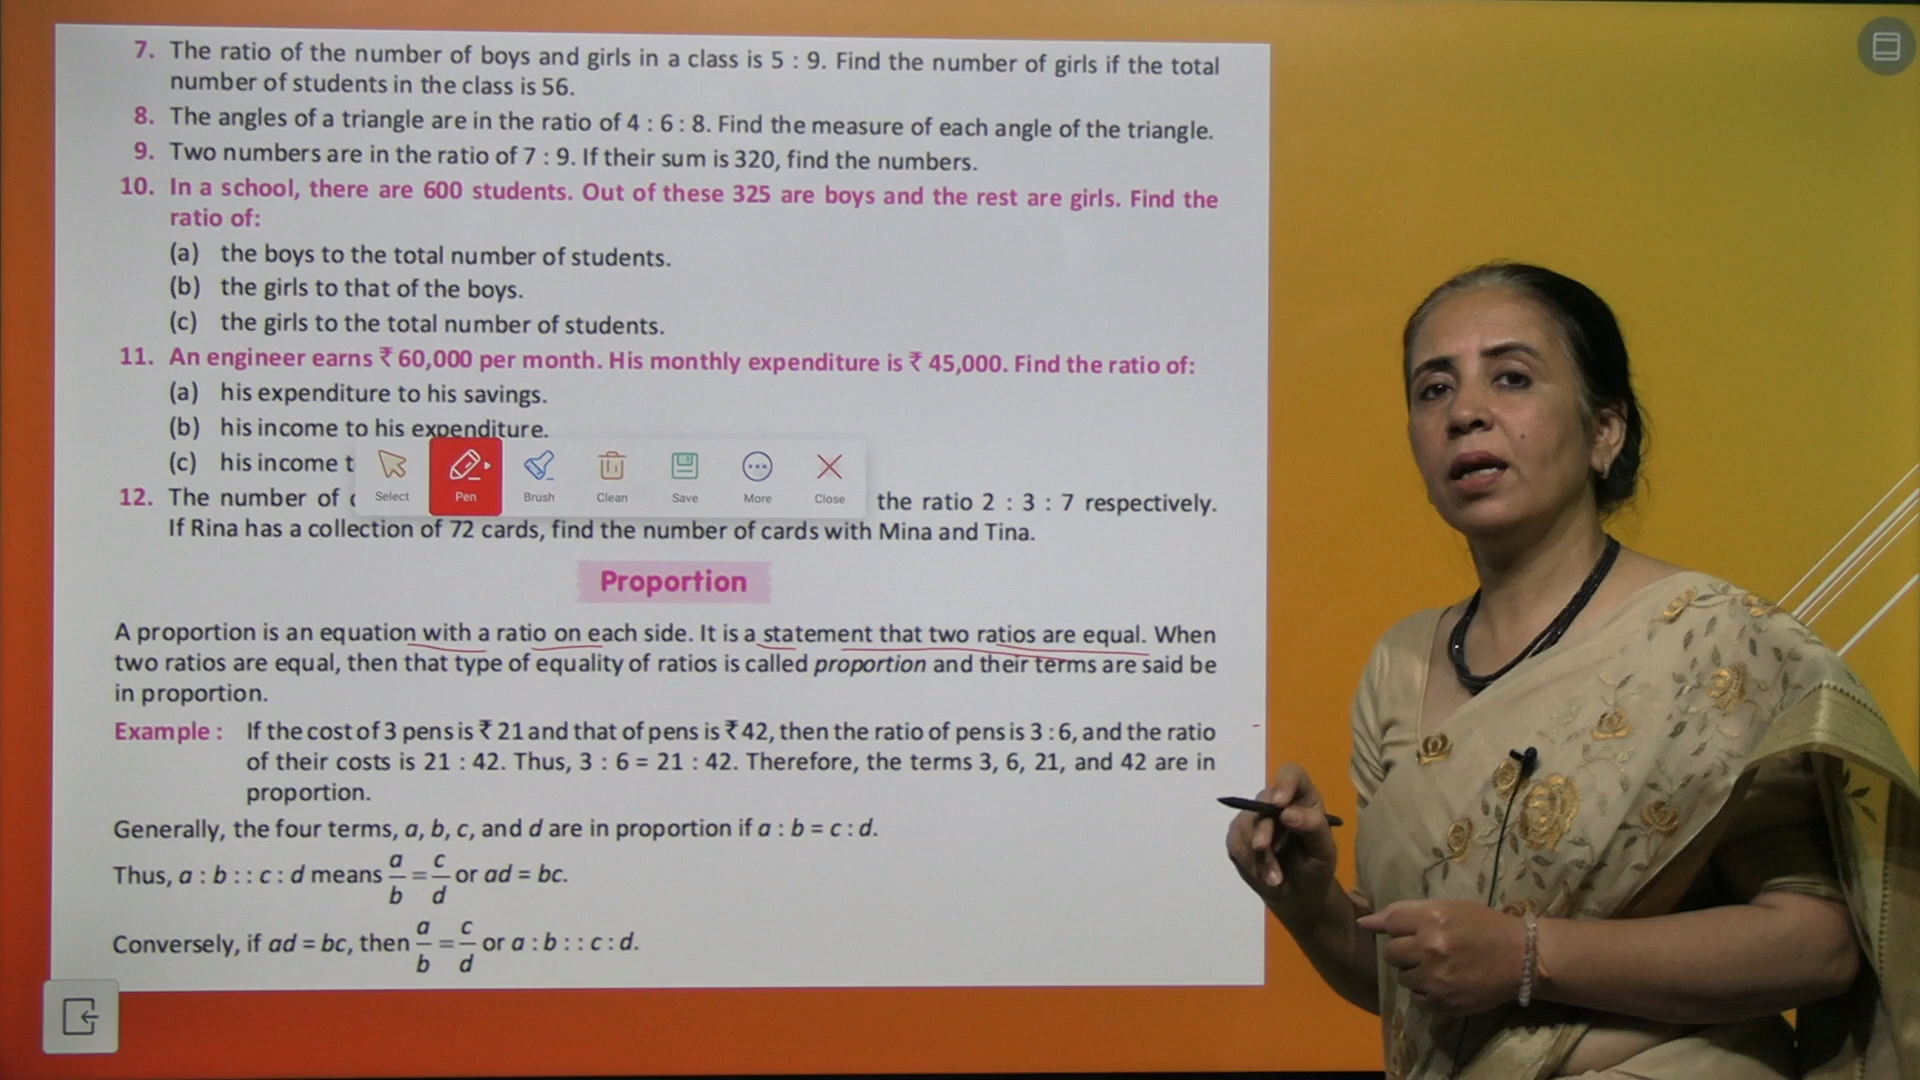 7. The ratio of the number of boys and girls in a class is 5 : 9. Find the number of girls if the total
number of students in the class is 56.
8. The angles of a triangle are in the ratio of 4 : 6 : 8. Find the measure of each angle of the triangle.
9. Two numbers are in the ratio of 7 : 9. If their sum is 320, find the numbers.
10. In a school, there are 600 students. Out of these 325 are boys and the rest are girls. Find the
ratio of:
(a) the boys to the total number of students.
(b) the girls to that of the boys.
(c) the girls to the total number of students.
11. An engineer earns ₹ 60,000 per month. His monthly expenditure is ₹ 45,000. Find the ratio of:
(a) his expenditure to his savings.
(b) his income to his expenditure.
(c) his income
Select Pen Brush Clean Save More Close
12. The number of the ratio 2 : 3 : 7 respectively.
If Rina has a collection of 72 cards, find the number of cards with Mina and Tina.
Proportion
A proportion is an equation with a ratio on each side. It is a statement that two ratios are equal. When
two ratios are equal, then that type of equality of ratios is called proportion and their terms are said be
in proportion.
Example : If the cost of 3 pens is ₹ 21 and that of pens is ₹ 42, then the ratio of pens is 3 : 6, and the ratio
of their costs is 21 : 42. Thus, 3 : 6 = 21 : 42. Therefore, the terms 3, 6, 21, and 42 are in
proportion.
Generally, the four terms, a, b, c, and d are in proportion if a : b = c : d.
Thus, a : b : : c : d means a/b = c/d or ad = bc.
Conversely, if ad = bc, then a/b = c/d or a : b : : c : d.